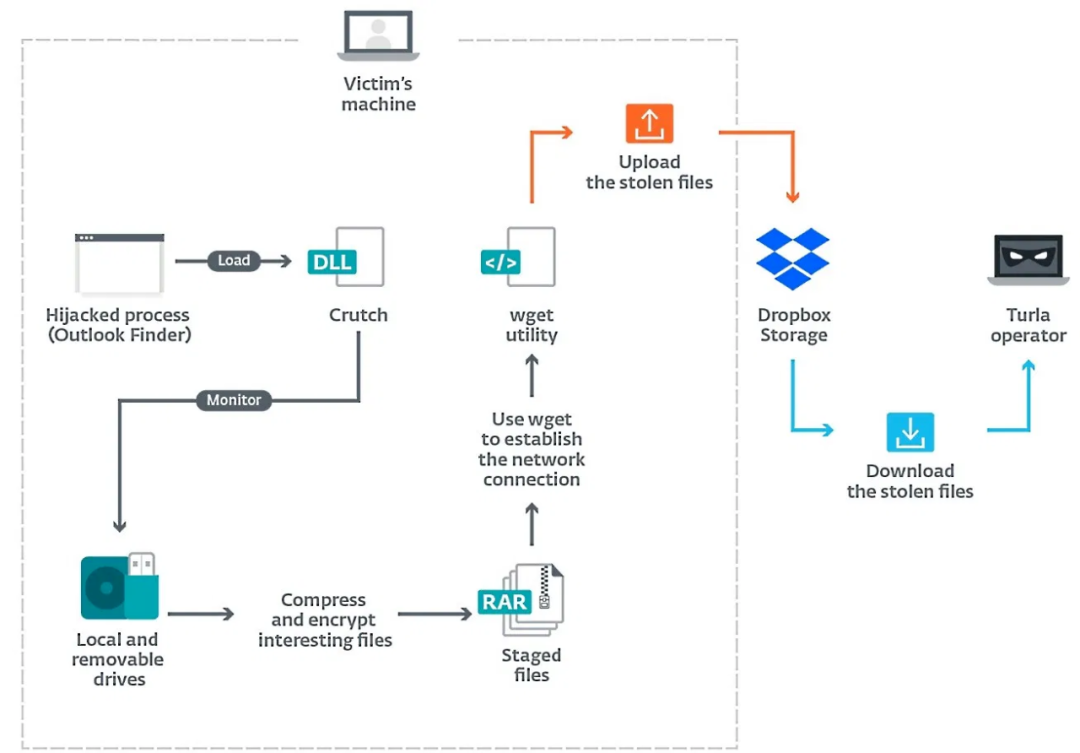 Victim's
machine
Upload
the stolen files
Load
DLL
</>
Hijacked process
(Outlook Finder)
Crutch
wget
utility
Dropbox
Storage
Turla
operator
Monitor
Use wget
to establish
the network
connection
Download
the stolen files
Compress
and encrypt
interesting files
RAR
Local and
removable
drives
Staged
files